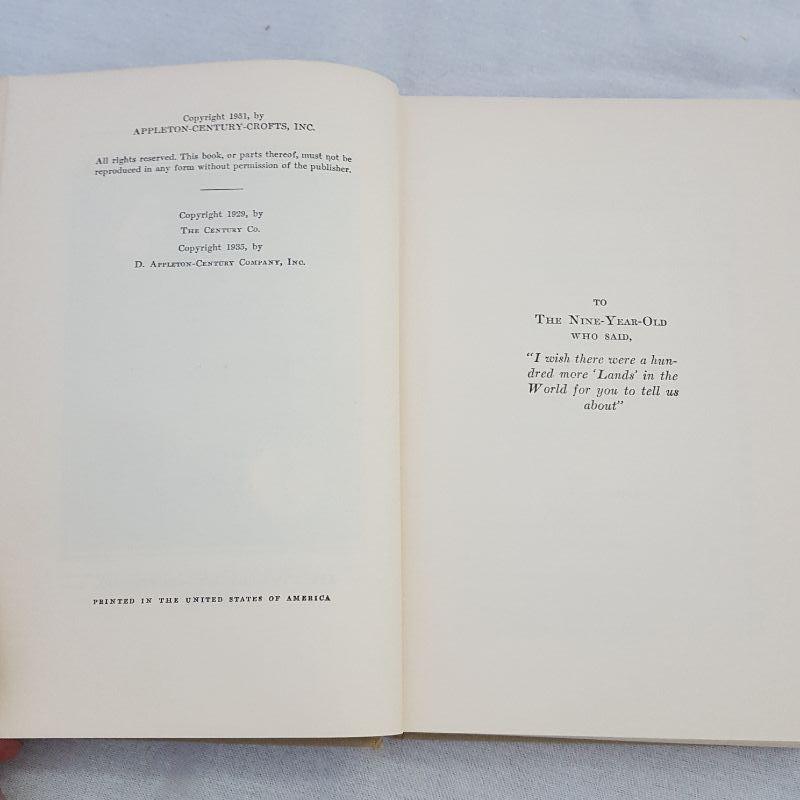 Copyright 1951, by
APPLETON-CENTURY-CROFTS, INC.
All rights reserved. This book, or parts thereof, must not be
reproduced in any form without permission of the publisher.
Copyright 1929, by
THE CENTURY CO.
Copyright 1935, by
D. APPLETON-CENTURY COMPANY, INC.
PRINTED IN THE UNITED STATES OF AMERICA
TO
THE NINE-YEAR-OLD
WHO SAID,
"I wish there were a hun-
dred more 'Lands' in the
World for you to tell us
about"